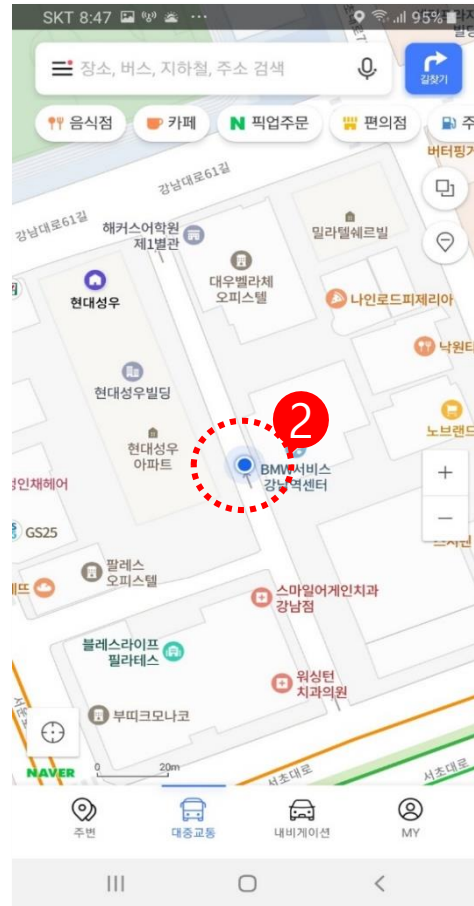 SKT 8:47
95%
장소, 버스, 지하철, 주소 검색
길찾기
음식점
카페
N 픽업주문
편의점
버터핑거
강남대로61길
강남대로61길
해커스어학원
제1별관
밀라텔쉐르빌
대우벨라체
오피스텔
현대성우
나인로드피제리아
낙원타
현대성우빌딩
2
노브랜드
현대성우
아파트
BMW서비스
강남역센터
인채헤어
GS25
팔레스
오피스텔
스마일어게인치과
강남점
블레스라이프
필라테스
워싱턴
치과의원
부띠크모나코
NAVER
0
20m
서초대로
서초대로
주변
대중교통
내비게이션
MY